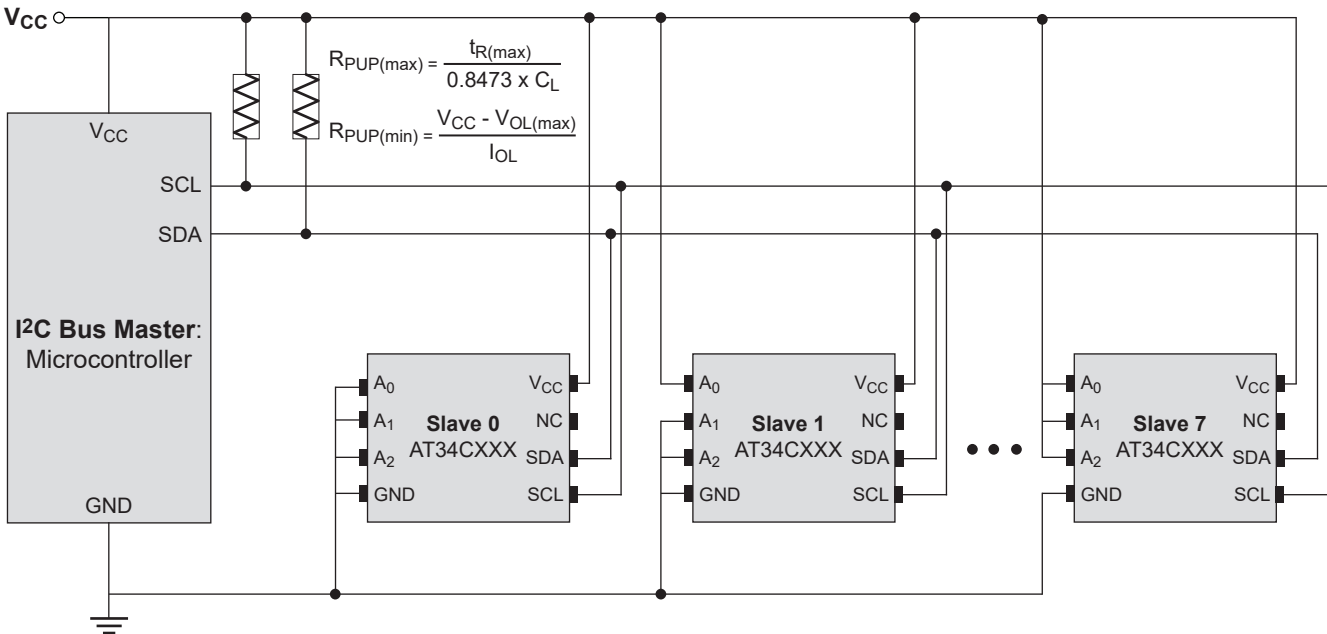 VCC
RPUP(max) = tR(max) / 0.8473 x CL
RPUP(min) = VCC - VOL(max) / IOL
VCC
SCL
SDA
I²C Bus Master:
Microcontroller
GND
A0
A1
A2
GND
Slave 0
AT34CXXX
VCC
NC
SDA
SCL
A0
A1
A2
GND
Slave 1
AT34CXXX
VCC
NC
SDA
SCL
A0
A1
A2
GND
Slave 7
AT34CXXX
VCC
NC
SDA
SCL